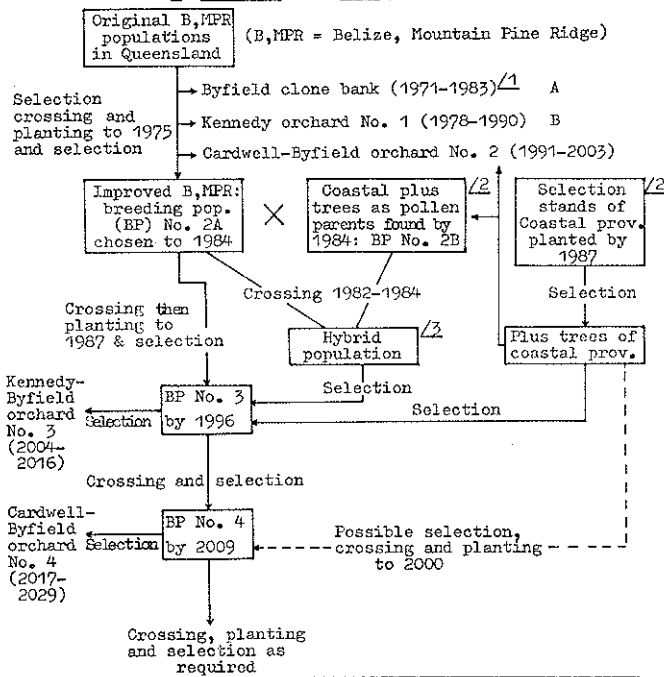 Original B,MPR
populations
in Queensland
(B,MPR = Belize, Mountain Pine Ridge)
Selection
crossing and
planting to 1975
and selection
Byfield clone bank (1971-1983) /1 A
Kennedy orchard No. 1 (1978-1990) B
Cardwell-Byfield orchard No. 2 (1991-2003)
Improved B,MPR:
breeding pop.
(BP) No. 2A
chosen to 1984
X
Coastal plus
trees as pollen
parents found by
1984: BP No. 2B
/2
Selection
stands of
Coastal prov.
planted by
1987
/2
Crossing 1982-1984
Selection
Crossing then
planting to
1987 & selection
Hybrid
population
/3
Plus trees of
coastal prov.
Selection
Kennedy-
Byfield
orchard
No. 3
(2004-
2016)
Selection
BP No. 3
by 1996
Selection
Crossing and selection
Cardwell-
Byfield
orchard
No. 4
(2017-
2029)
Selection
BP No. 4
by 2009
Possible selection,
crossing and planting
to 2000
Crossing, planting
and selection as
required